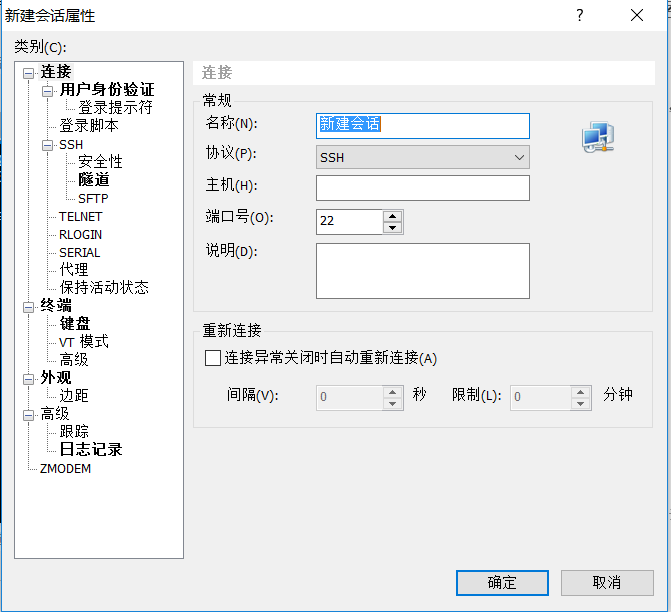 新建会话属性
?
类别(C):
连接
用户身份验证
登录提示符
登录脚本
SSH
安全性
隧道
SFTP
TELNET
RLOGIN
SERIAL
代理
保持活动状态
终端
键盘
VT 模式
高级
外观
边距
高级
跟踪
日志记录
ZMODEM
连接
常规
名称(N):
新建会话
协议(P):
SSH
主机(H):
端口号(O):
22
说明(D):
重新连接
连接异常关闭时自动重新连接(A)
间隔(V): 0 秒 限制(L): 0 分钟
确定 取消